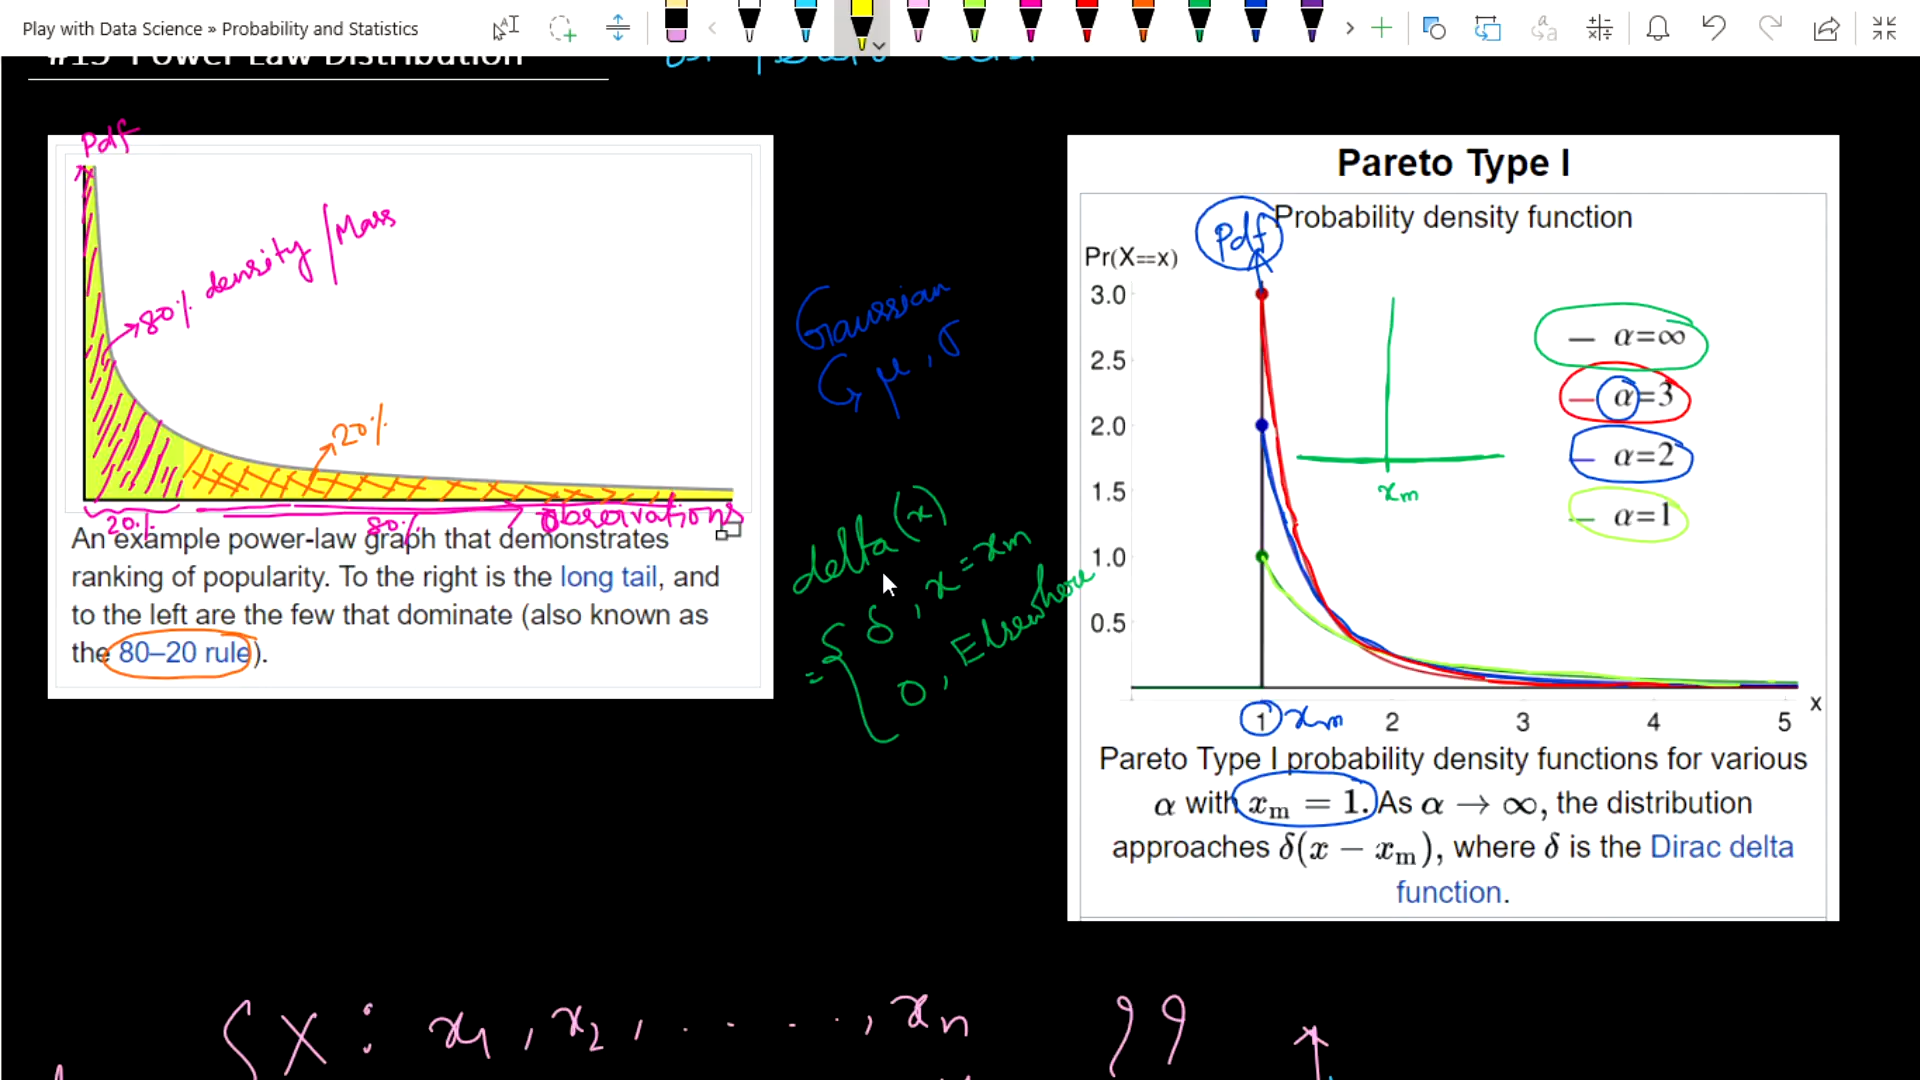 Play with Data Science » Probability and Statistics
#15 Power Law Distribution
Pdf
80% density/Mass
20%
20%
80%
observations
An example power-law graph that demonstrates
ranking of popularity. To the right is the long tail, and
to the left are the few that dominate (also known as
the 80–20 rule).
Gaussian
μ, σ
delta(x)
= { δ, x = xm
0, Elsewhere
Pareto Type I
Probability density function
Pdf
Pr(X==x)
3.0
2.5
2.0
1.5
1.0
0.5
α=∞
α=3
α=2
α=1
xm
1 xm 2 3 4 5 x
Pareto Type I probability density functions for various
α with xm = 1. As α → ∞, the distribution
approaches δ(x − xm), where δ is the Dirac delta
function.
{ X : x1, x2, . . . . ., xn